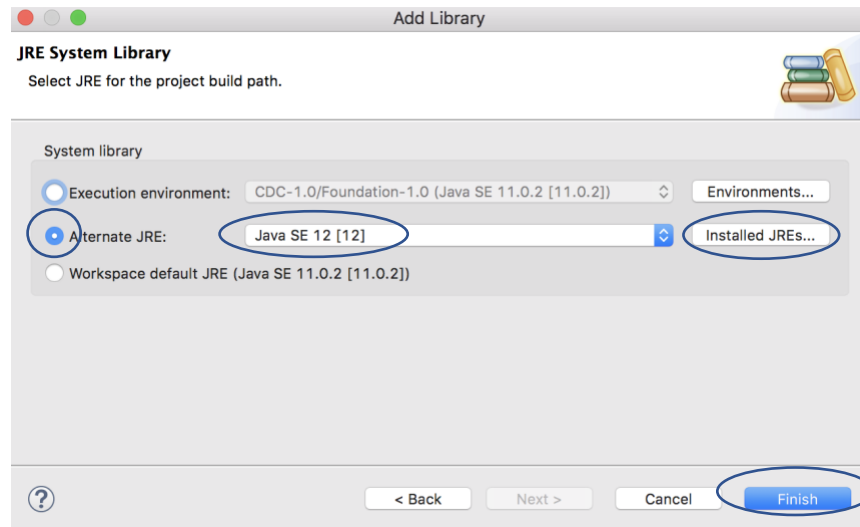 Add Library
JRE System Library
Select JRE for the project build path.
System library
Execution environment: CDC-1.0/Foundation-1.0 (Java SE 11.0.2 [11.0.2]) Environments...
Alternate JRE: Java SE 12 [12] Installed JREs...
Workspace default JRE (Java SE 11.0.2 [11.0.2])
? < Back Next > Cancel Finish